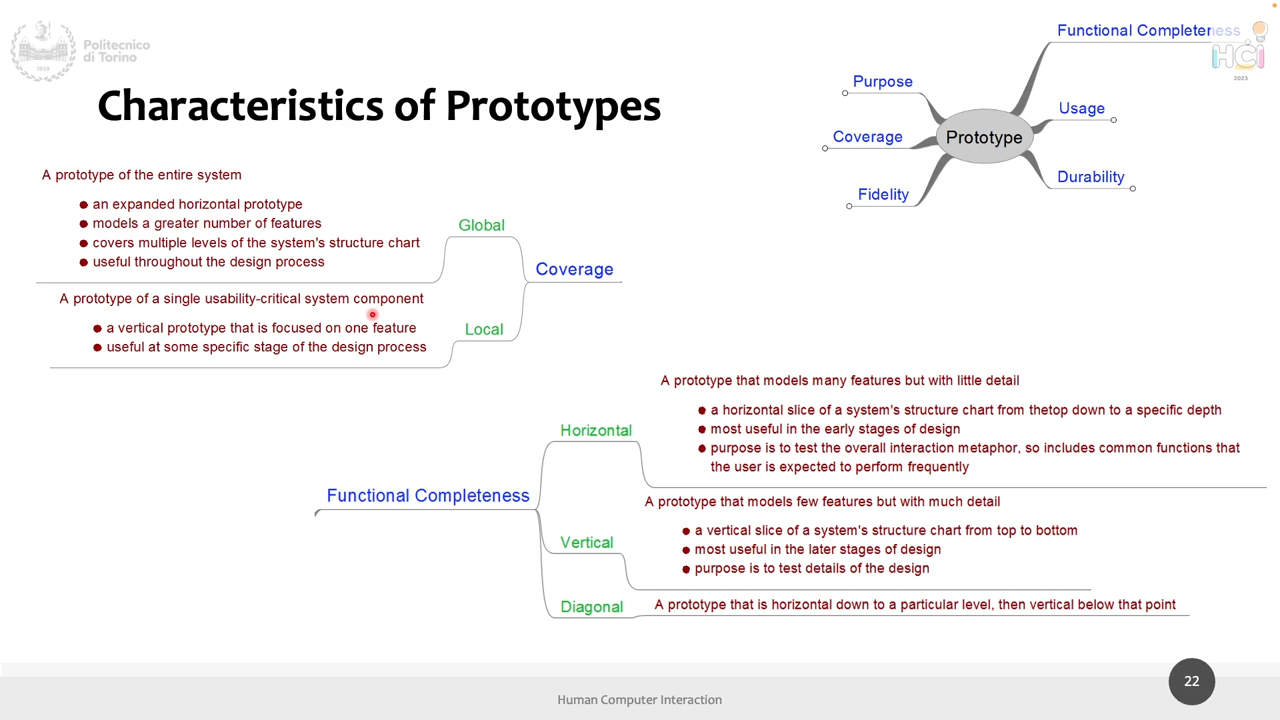 Politecnico
di Torino
1859
Characteristics of Prototypes
Functional Completeness
HCI
2023
Purpose
Usage
Coverage
Prototype
Durability
Fidelity
A prototype of the entire system
● an expanded horizontal prototype
● models a greater number of features
● covers multiple levels of the system's structure chart
● useful throughout the design process
Global
Coverage
A prototype of a single usability-critical system component
● a vertical prototype that is focused on one feature
● useful at some specific stage of the design process
Local
A prototype that models many features but with little detail
● a horizontal slice of a system's structure chart from thetop down to a specific depth
● most useful in the early stages of design
● purpose is to test the overall interaction metaphor, so includes common functions that
the user is expected to perform frequently
Horizontal
Functional Completeness
A prototype that models few features but with much detail
● a vertical slice of a system's structure chart from top to bottom
● most useful in the later stages of design
● purpose is to test details of the design
Vertical
Diagonal
A prototype that is horizontal down to a particular level, then vertical below that point
Human Computer Interaction
22